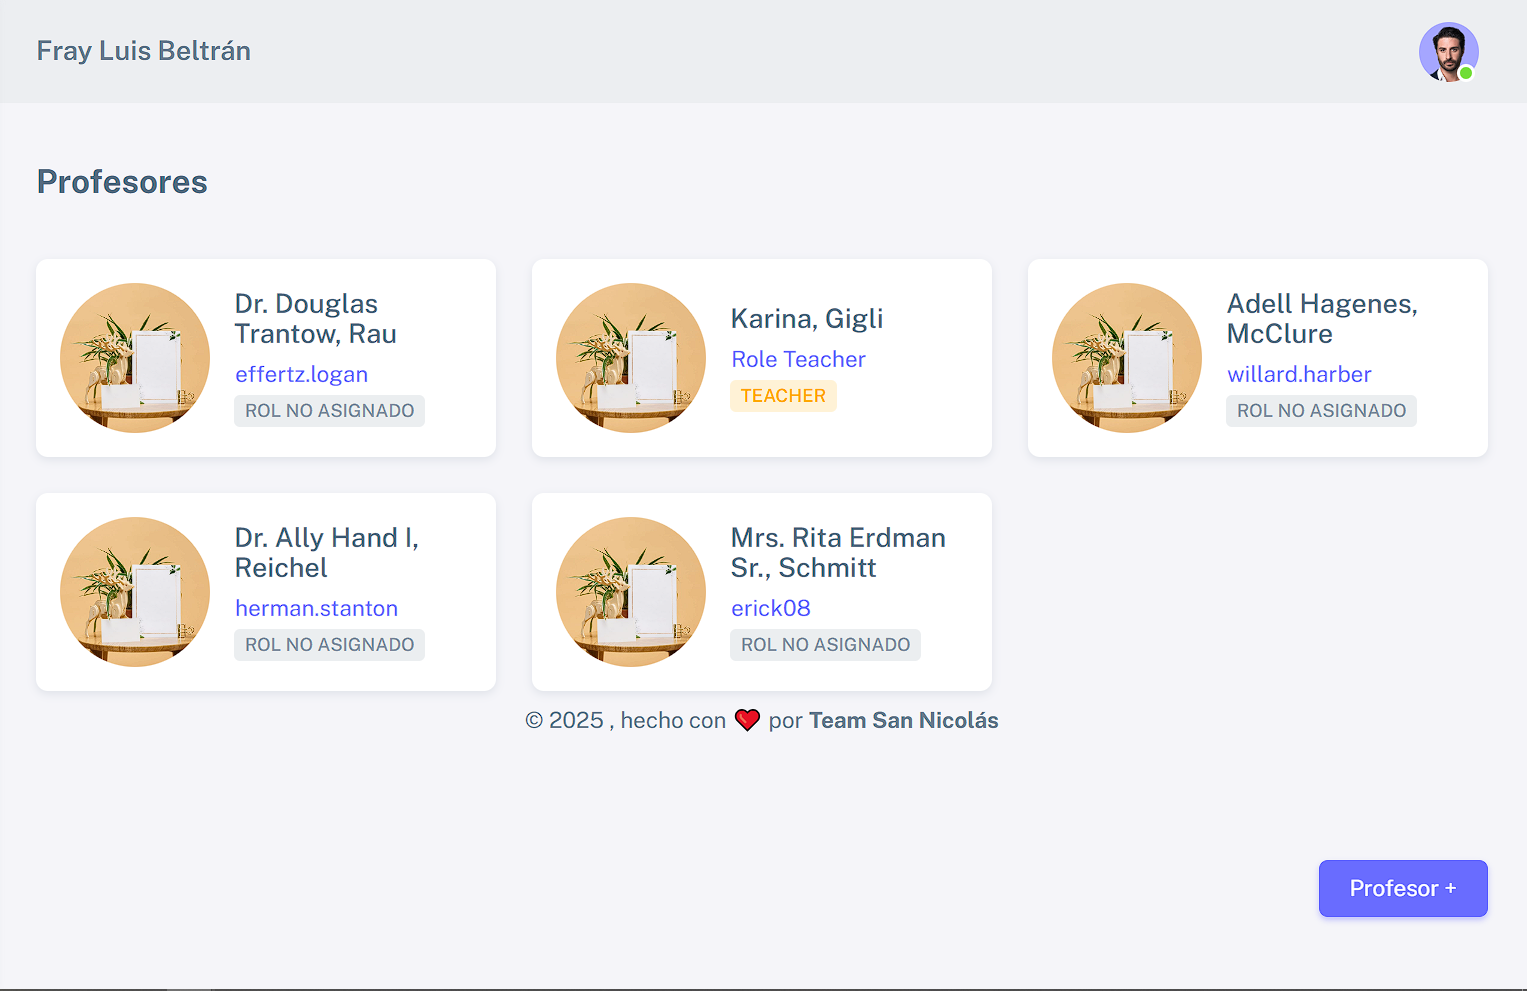 Fray Luis Beltrán
Profesores
Dr. Douglas
Trantow, Rau
effertz.logan
ROL NO ASIGNADO
Karina, Gigli
Role Teacher
TEACHER
Adell Hagenes,
McClure
willard.harber
ROL NO ASIGNADO
Dr. Ally Hand I,
Reichel
herman.stanton
ROL NO ASIGNADO
Mrs. Rita Erdman
Sr., Schmitt
erick08
ROL NO ASIGNADO
© 2025 , hecho con ❤️ por Team San Nicolás
Profesor +